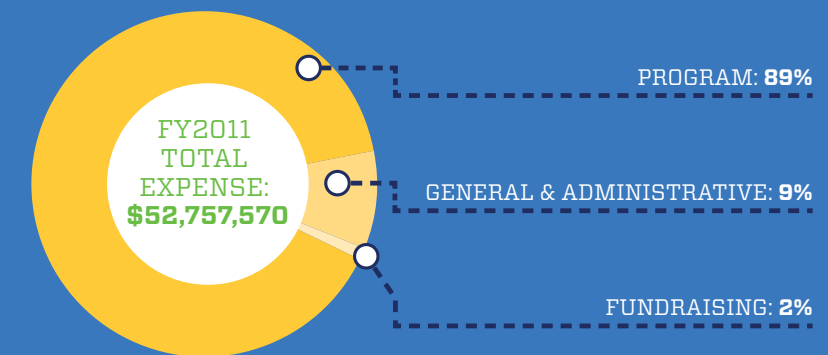 FY2011
TOTAL
EXPENSE:
$52,757,570
PROGRAM: 89%
GENERAL & ADMINISTRATIVE: 9%
FUNDRAISING: 2%